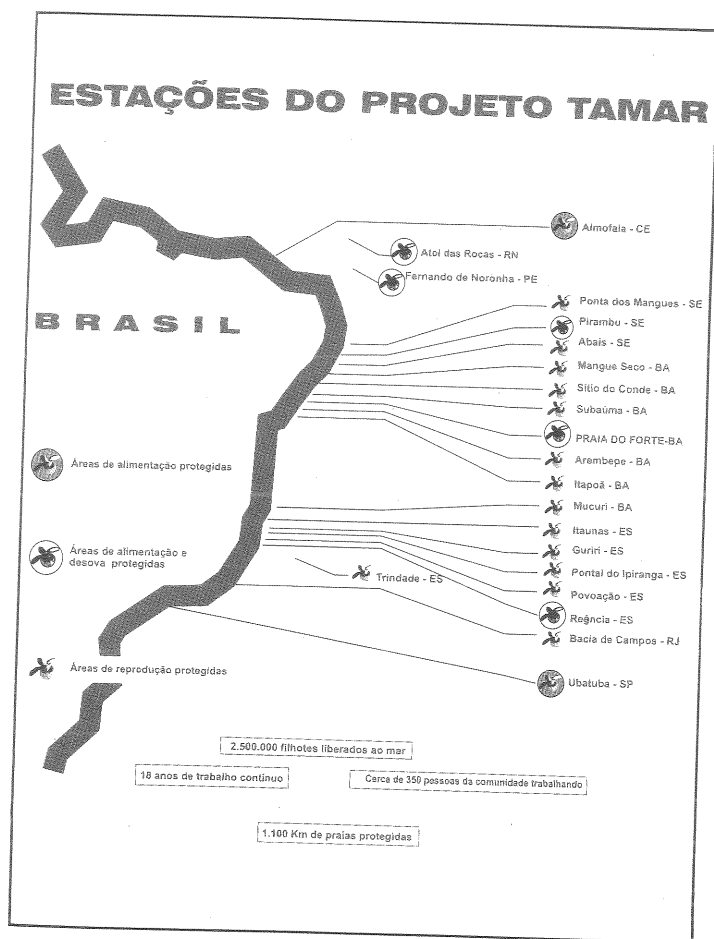 ESTAÇÕES DO PROJETO TAMAR
Almofala - CE
Atol das Rocas - RN
Fernando de Noronha - PE
Ponta dos Mangues - SE
BRASIL
Pirambu - SE
Abais - SE
Mangue Seco - BA
Sitio do Conde - BA
Subaúma - BA
PRAIA DO FORTE-BA
Arembepe - BA
Itapoã - BA
Mucuri - BA
Itaunas - ES
Guriri - ES
Pontal do Ipiranga - ES
Povoação - ES
Regência - ES
Bacia de Campos - RJ
Ubatuba - SP
Trindade - ES
Áreas de alimentação protegidas
Áreas de alimentação e
desova protegidas
Áreas de reprodução protegidas
2.500.000 filhotes liberados ao mar
18 anos de trabalho continuo
Cerca de 350 pessoas da comunidade trabalhando
1.100 Km de praias protegidas